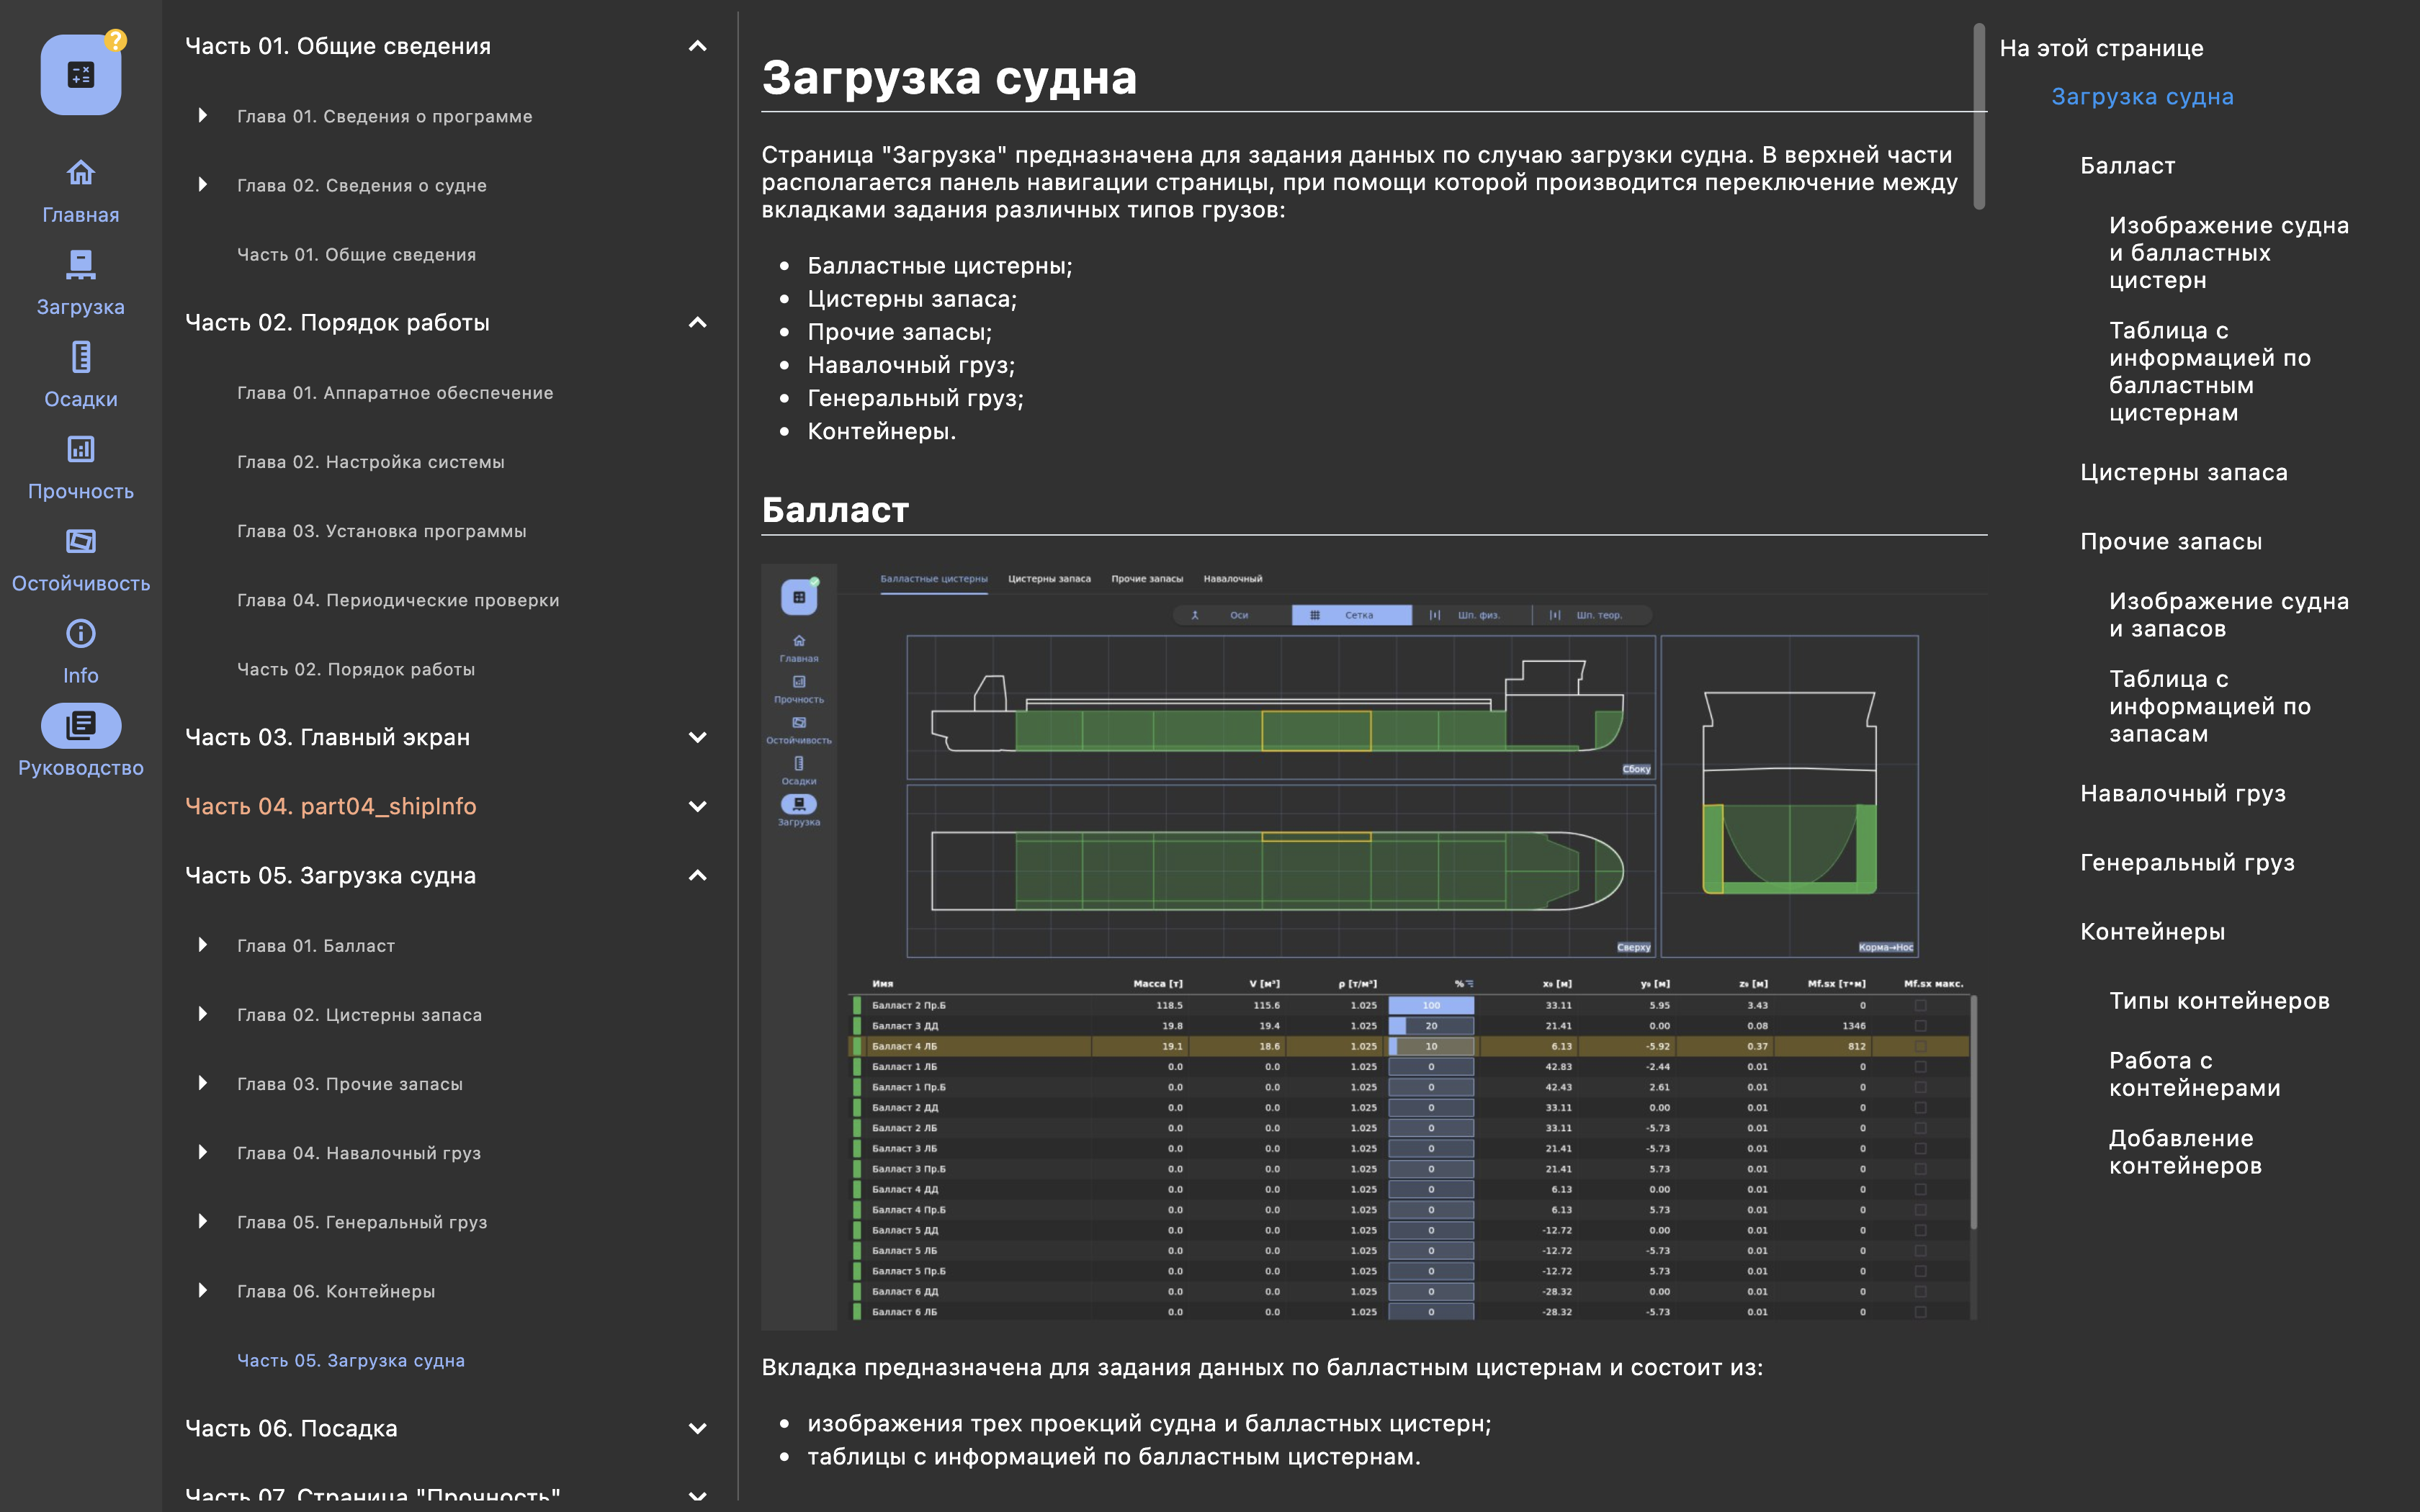 ?
Главная
Загрузка
Осадки
Прочность
Остойчивость
Info
Руководство
Часть 01. Общие сведения
Глава 01. Сведения о программе
Глава 02. Сведения о судне
Часть 01. Общие сведения
Часть 02. Порядок работы
Глава 01. Аппаратное обеспечение
Глава 02. Настройка системы
Глава 03. Установка программы
Глава 04. Периодические проверки
Часть 02. Порядок работы
Часть 03. Главный экран
Часть 04. part04_shipInfo
Часть 05. Загрузка судна
Глава 01. Балласт
Глава 02. Цистерны запаса
Глава 03. Прочие запасы
Глава 04. Навалочный груз
Глава 05. Генеральный груз
Глава 06. Контейнеры
Часть 05. Загрузка судна
Часть 06. Посадка
Часть 07. Страница "Прочность"
Загрузка судна
Страница "Загрузка" предназначена для задания данных по случаю загрузки судна. В верхней части
располагается панель навигации страницы, при помощи которой производится переключение между
вкладками задания различных типов грузов:
• Балластные цистерны;
• Цистерны запаса;
• Прочие запасы;
• Навалочный груз;
• Генеральный груз;
• Контейнеры.
Балласт
Главная
Прочность
Остойчивость
Осадки
Загрузка
Балластные цистерны Цистерны запаса Прочие запасы Навалочный
Оси Сетка Шп. физ. Шп. теор.
Сбоку
Сверху
Корма→Нос
Имя Масса [т] V [м³] ρ [т/м³] % xg [м] yg [м] zg [м] Mf.sx [т•м] Mf.sx макс.
Балласт 2 Пр.Б 118.5 115.6 1.025 100 33.11 5.95 3.43 0
Балласт 3 ДД 19.8 19.4 1.025 20 21.41 0.00 0.08 1346
Балласт 4 ЛБ 19.1 18.6 1.025 10 6.13 -5.92 0.37 812
Балласт 1 ЛБ 0.0 0.0 1.025 0 42.83 -2.44 0.01 0
Балласт 1 Пр.Б 0.0 0.0 1.025 0 42.43 2.61 0.01 0
Балласт 2 ДД 0.0 0.0 1.025 0 33.11 0.00 0.01 0
Балласт 2 ЛБ 0.0 0.0 1.025 0 33.11 -5.73 0.01 0
Балласт 3 ЛБ 0.0 0.0 1.025 0 21.41 -5.73 0.01 0
Балласт 3 Пр.Б 0.0 0.0 1.025 0 21.41 5.73 0.01 0
Балласт 4 ДД 0.0 0.0 1.025 0 6.13 0.00 0.01 0
Балласт 4 Пр.Б 0.0 0.0 1.025 0 6.13 5.73 0.01 0
Балласт 5 ДД 0.0 0.0 1.025 0 -12.72 0.00 0.01 0
Балласт 5 ЛБ 0.0 0.0 1.025 0 -12.72 -5.73 0.01 0
Балласт 5 Пр.Б 0.0 0.0 1.025 0 -12.72 5.73 0.01 0
Балласт 6 ДД 0.0 0.0 1.025 0 -28.32 0.00 0.01 0
Балласт 6 ЛБ 0.0 0.0 1.025 0 -28.32 -5.73 0.01 0
Вкладка предназначена для задания данных по балластным цистернам и состоит из:
• изображения трех проекций судна и балластных цистерн;
• таблицы с информацией по балластным цистернам.
На этой странице
Загрузка судна
Балласт
Изображение судна
и балластных
цистерн
Таблица с
информацией по
балластным
цистернам
Цистерны запаса
Прочие запасы
Изображение судна
и запасов
Таблица с
информацией по
запасам
Навалочный груз
Генеральный груз
Контейнеры
Типы контейнеров
Работа с
контейнерами
Добавление
контейнеров